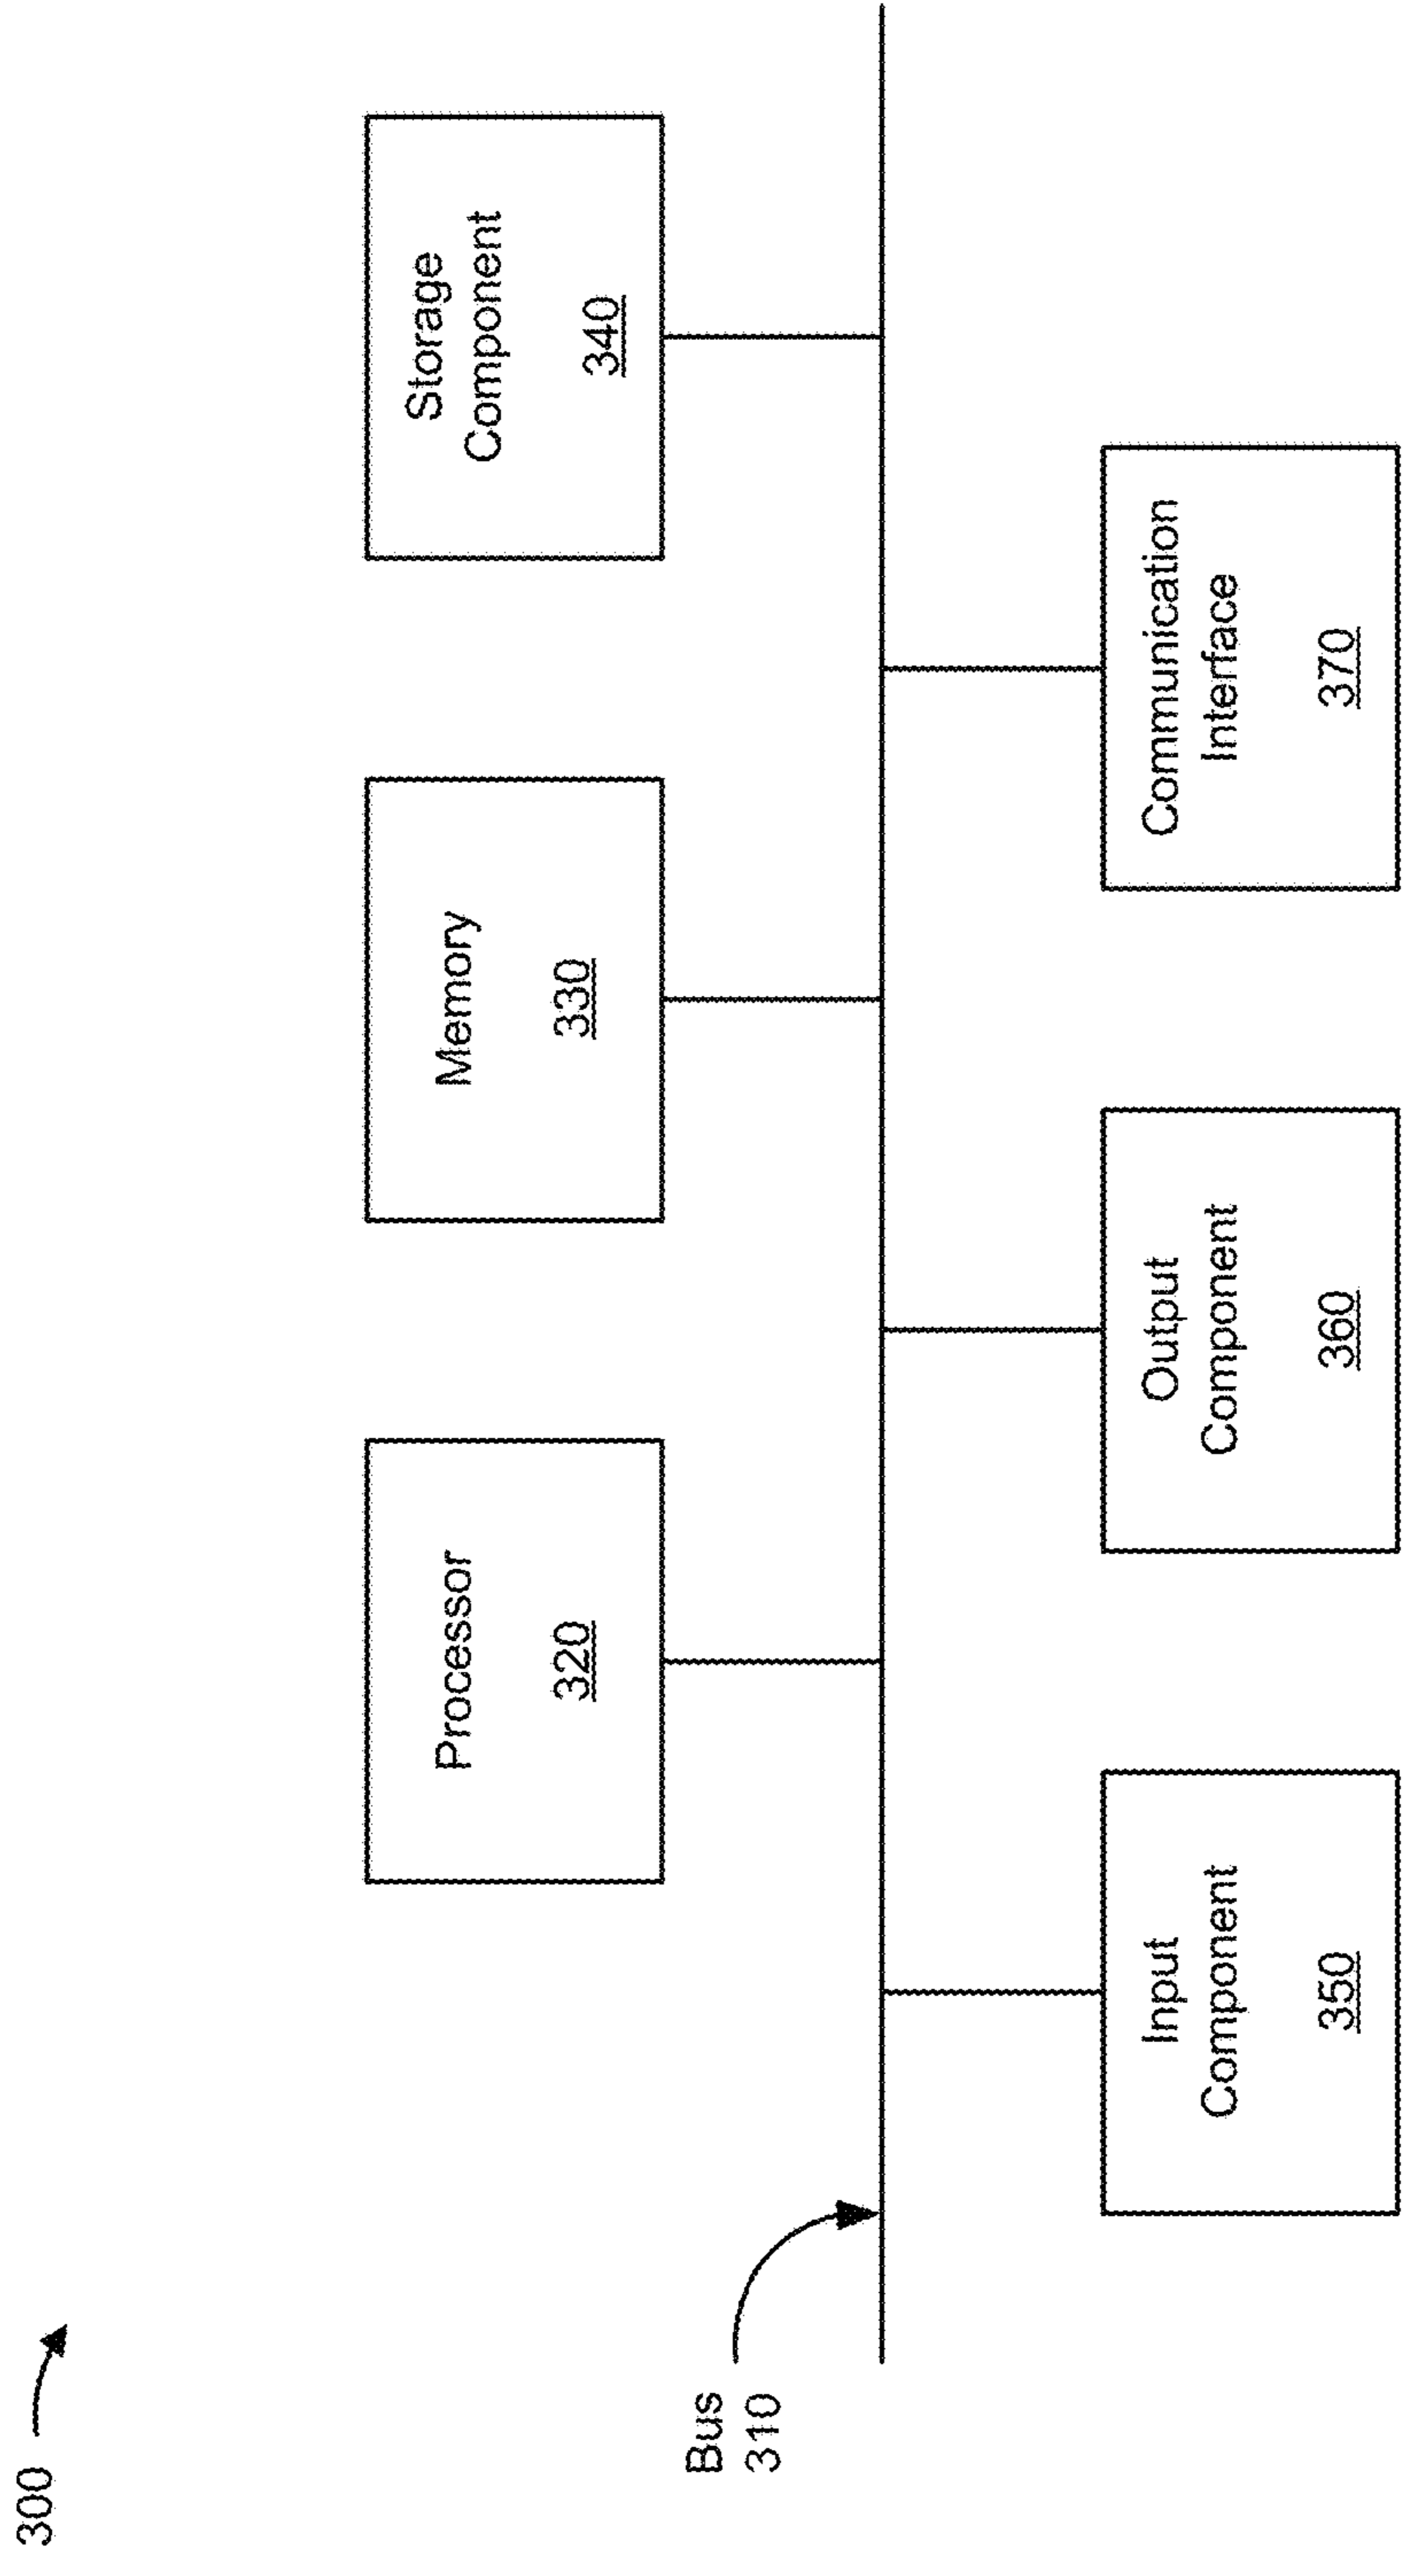 300
Bus
310
Processor
320
Memory
330
Storage
Component
340
Input
Component
350
Output
Component
360
Communication
Interface
370